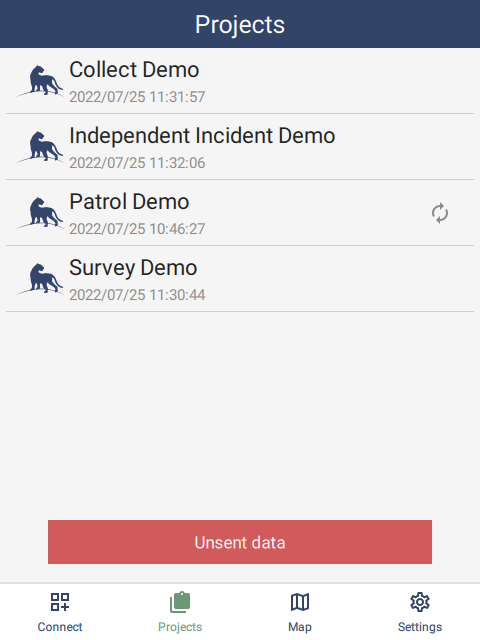 Projects
Collect Demo
2022/07/25 11:31:57
Independent Incident Demo
2022/07/25 11:32:06
Patrol Demo
2022/07/25 10:46:27
Survey Demo
2022/07/25 11:30:44
Unsent data
Connect
Projects
Map
Settings